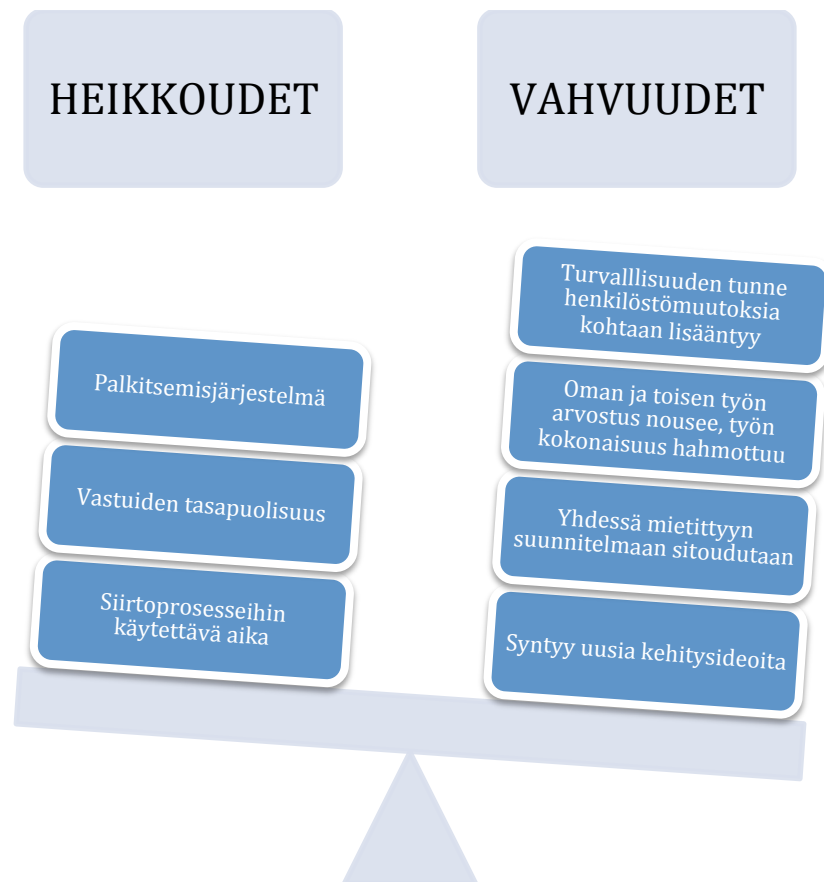 HEIKKOUDET
VAHVUUDET
Palkitsemisjärjestelmä
Vastuiden tasapuolisuus
Siirtoprosesseihin
käytettävä aika
Turvalllisuuden tunne
henkilöstömuutoksia
kohtaan lisääntyy
Oman ja toisen työn
arvostus nousee, työn
kokonaisuus hahmottuu
Yhdessä mietittyyn
suunnitelmaan sitoudutaan
Syntyy uusia kehitysideoita